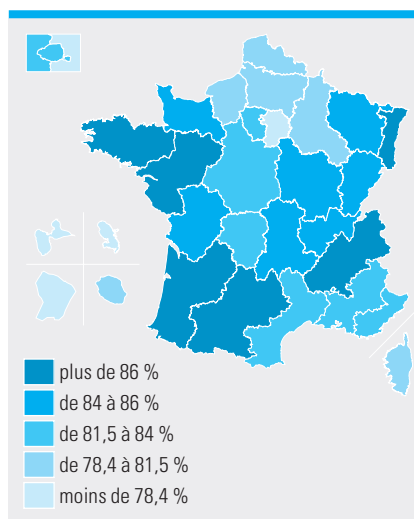 plus de 86 %
de 84 à 86 %
de 81,5 à 84 %
de 78,4 à 81,5 %
moins de 78,4 %